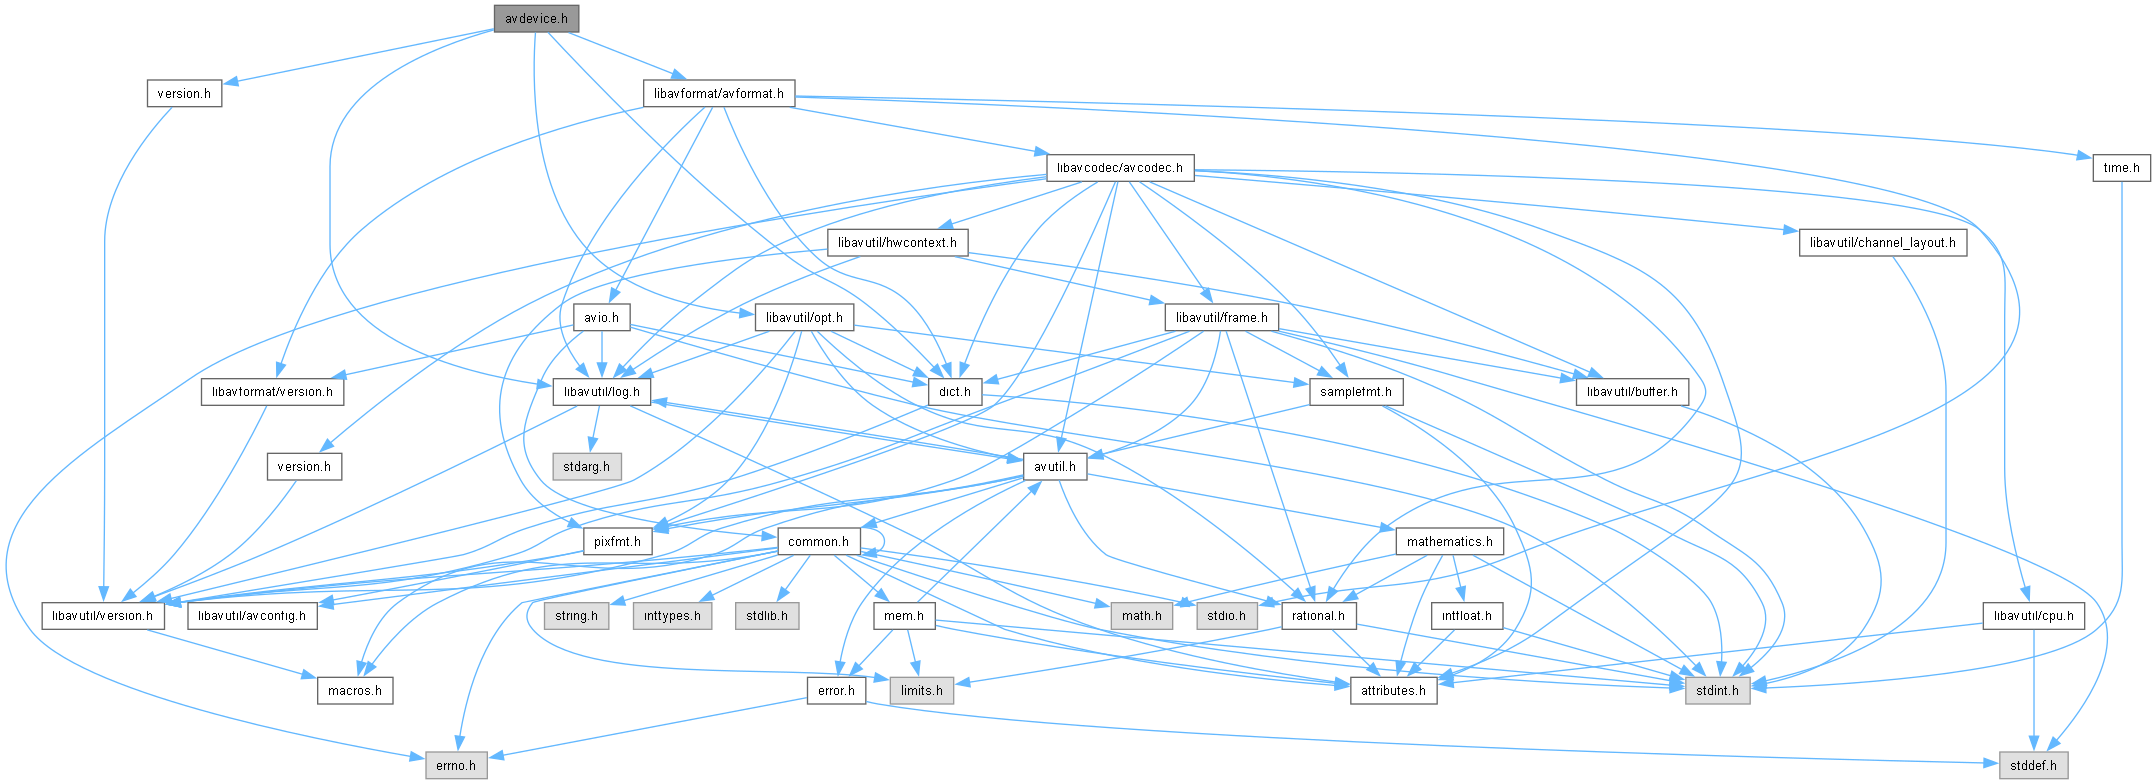 avdevice.h
version.h
libavformat/avformat.h
libavcodec/avcodec.h
time.h
libavutil/hwcontext.h
libavutil/channel_layout.h
avio.h
libavutil/opt.h
libavutil/frame.h
libavformat/version.h
libavutil/log.h
dict.h
samplefmt.h
libavutil/buffer.h
version.h
stdarg.h
avutil.h
pixfmt.h
common.h
mathematics.h
libavutil/version.h
libavutil/avconfig.h
string.h
inttypes.h
stdlib.h
mem.h
math.h
stdio.h
rational.h
intfloat.h
libavutil/cpu.h
macros.h
error.h
limits.h
attributes.h
stdint.h
errno.h
stddef.h